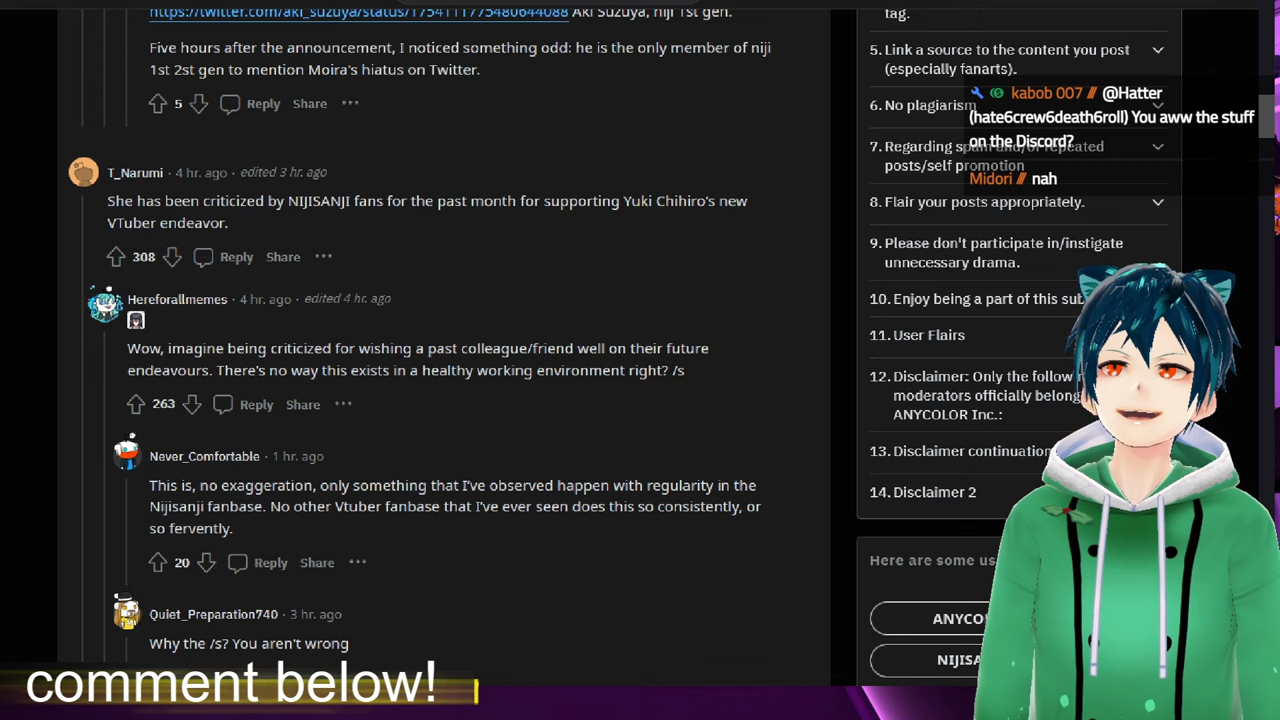 https://twitter.com/aki_suzuya/status/1754111775480644088 Aki Suzuya, niji 1st gen.
Five hours after the announcement, I noticed something odd: he is the only member of niji
1st 2st gen to mention Moira's hiatus on Twitter.
5 Reply Share
T_Narumi · 4 hr. ago · edited 3 hr. ago
She has been criticized by NIJISANJI fans for the past month for supporting Yuki Chihiro's new
VTuber endeavor.
308 Reply Share
Hereforallmemes · 4 hr. ago · edited 4 hr. ago
Wow, imagine being criticized for wishing a past colleague/friend well on their future
endeavours. There's no way this exists in a healthy working environment right? /s
263 Reply Share
Never_Comfortable · 1 hr. ago
This is, no exaggeration, only something that I've observed happen with regularity in the
Nijisanji fanbase. No other Vtuber fanbase that I've ever seen does this so consistently, or
so fervently.
20 Reply Share
Quiet_Preparation740 · 3 hr. ago
Why the /s? You aren't wrong
comment below!
tag.
5. Link a source to the content you post
(especially fanarts).
6. No plagiarism
7. Regarding spam and/or repeated
posts/self promotion
8. Flair your posts appropriately.
9. Please don't participate in/instigate
unnecessary drama.
10. Enjoy being a part of this sub
11. User Flairs
12. Disclaimer: Only the follow
moderators officially belong
ANYCOLOR Inc.:
13. Disclaimer continuation
14. Disclaimer 2
Here are some us
ANYCO
NIJISA
kabob 007 // @Hatter
(hate6crew6death6roll) You aww the stuff
on the Discord?
Midori // nah